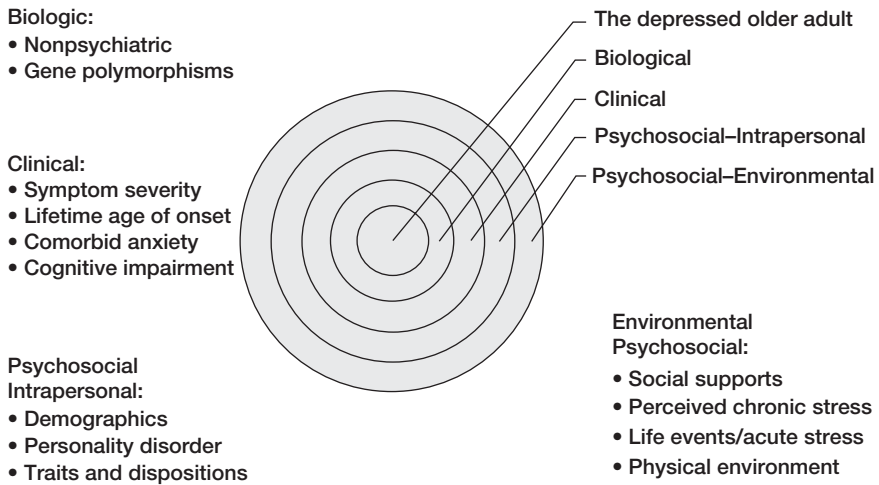 Biologic:
• Nonpsychiatric
• Gene polymorphisms
The depressed older adult
Biological
Clinical
Psychosocial–Intrapersonal
Psychosocial–Environmental
Clinical:
• Symptom severity
• Lifetime age of onset
• Comorbid anxiety
• Cognitive impairment
Psychosocial
Intrapersonal:
• Demographics
• Personality disorder
• Traits and dispositions
Environmental
Psychosocial:
• Social supports
• Perceived chronic stress
• Life events/acute stress
• Physical environment